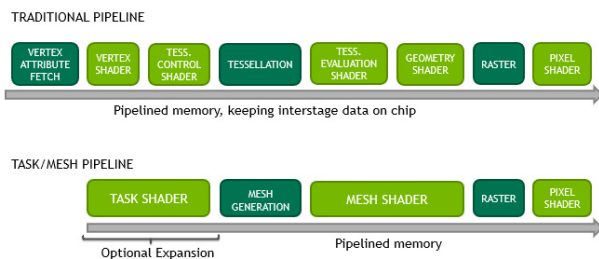 TRADITIONAL PIPELINE
VERTEX
ATTRIBUTE
FETCH
VERTEX
SHADER
TESS.
CONTROL
SHADER
TESSELLATION
TESS.
EVALUATION
SHADER
GEOMETRY
SHADER
RASTER
PIXEL
SHADER
Pipelined memory, keeping interstage data on chip
TASK/MESH PIPELINE
TASK SHADER
MESH
GENERATION
MESH SHADER
RASTER
PIXEL
SHADER
Optional Expansion
Pipelined memory